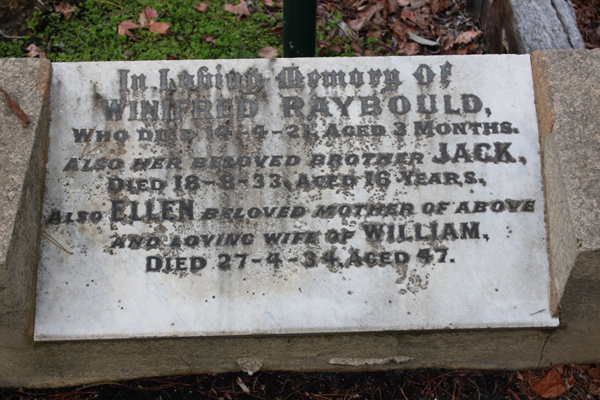 In Loving Memory Of
WINIFRED RAYBOULD,
WHO DIED 14-4-21, AGED 3 MONTHS.
ALSO HER BELOVED BROTHER JACK,
DIED 18-8-33, AGED 16 YEARS.
ALSO ELLEN BELOVED MOTHER OF ABOVE
AND LOVING WIFE OF WILLIAM,
DIED 27-4-34, AGED 47.